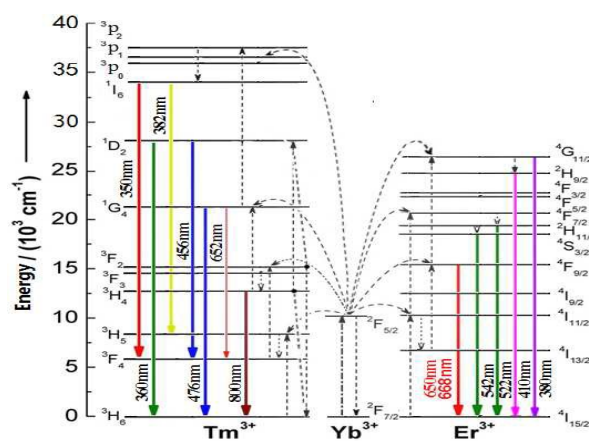 Energy / (10³ cm⁻¹)
40
35
30
25
20
15
10
5
0
³P₂
³P₁
³P₀
¹I₆
¹D₂
¹G₄
³F₂
³F₃
³H₄
³H₅
³F₄
³H₆
350nm
382nm
456nm
652nm
360nm
476nm
800nm
Tm³⁺
²F₅/₂
²F₇/₂
Yb³⁺
⁴G₁₁/₂
²H₉/₂
⁴F₃/₂
⁴F₅/₂
⁴F₇/₂
²H₁₁/₂
⁴S₃/₂
⁴F₉/₂
⁴I₉/₂
⁴I₁₁/₂
⁴I₁₃/₂
⁴I₁₅/₂
650nm
668nm
542nm
522nm
410nm
380nm
Er³⁺